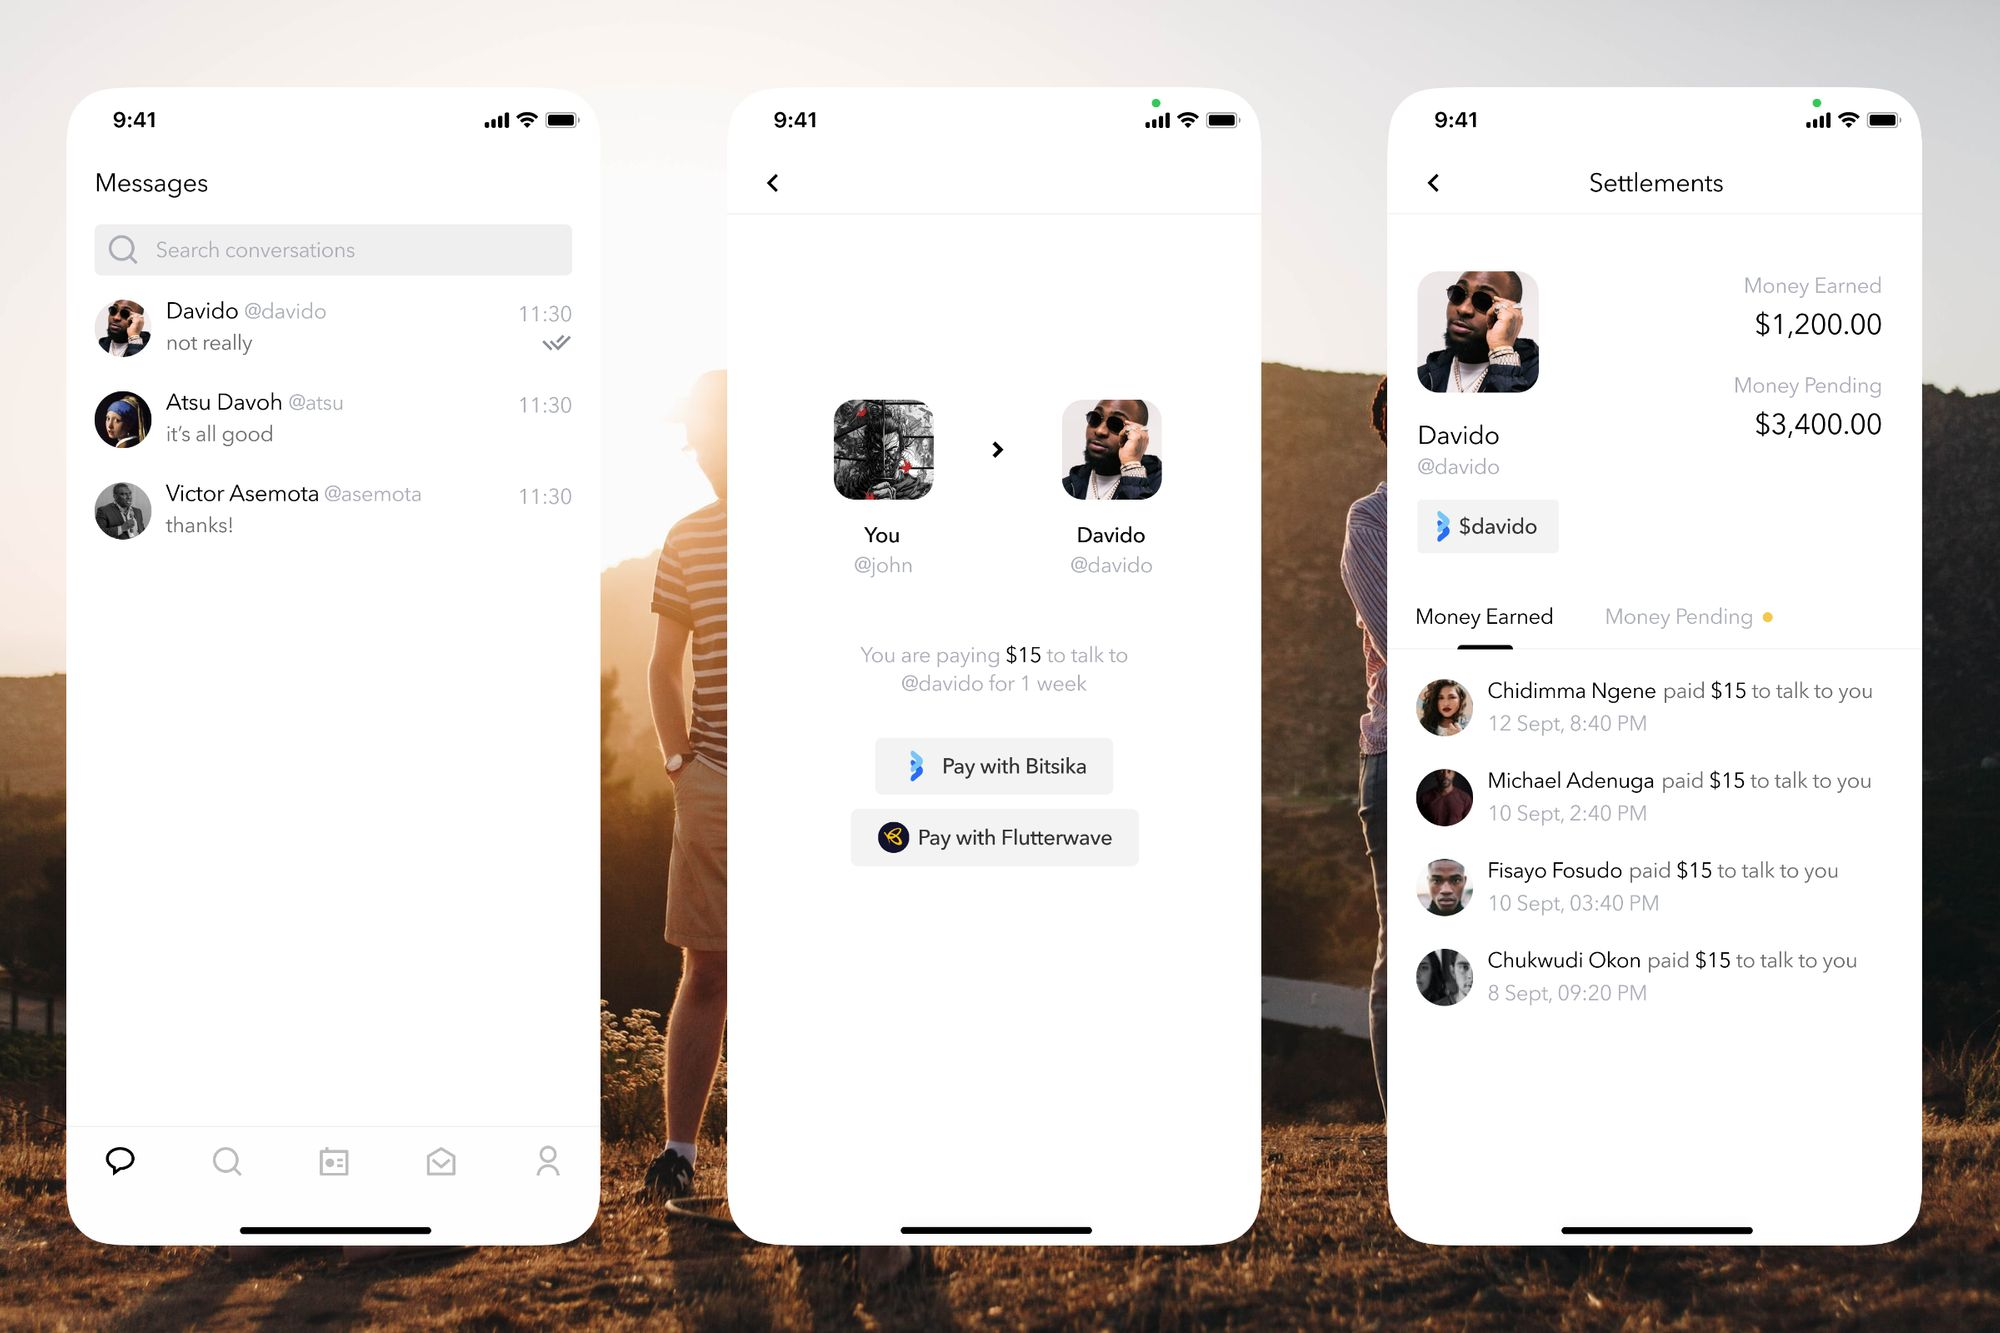 9:41
Messages
Search conversations
Davido @davido
11:30
not really
Atsu Davoh @atsu
11:30
it's all good
Victor Asemota @asemota
11:30
thanks!
9:41
You
@john
Davido
@davido
You are paying $15 to talk to
@davido for 1 week
Pay with Bitsika
Pay with Flutterwave
9:41
Settlements
Money Earned
$1,200.00
Money Pending
$3,400.00
Davido
@davido
$davido
Money Earned
Money Pending
Chidimma Ngene paid $15 to talk to you
12 Sept, 8:40 PM
Michael Adenuga paid $15 to talk to you
10 Sept, 2:40 PM
Fisayo Fosudo paid $15 to talk to you
10 Sept, 03:40 PM
Chukwudi Okon paid $15 to talk to you
8 Sept, 09:20 PM